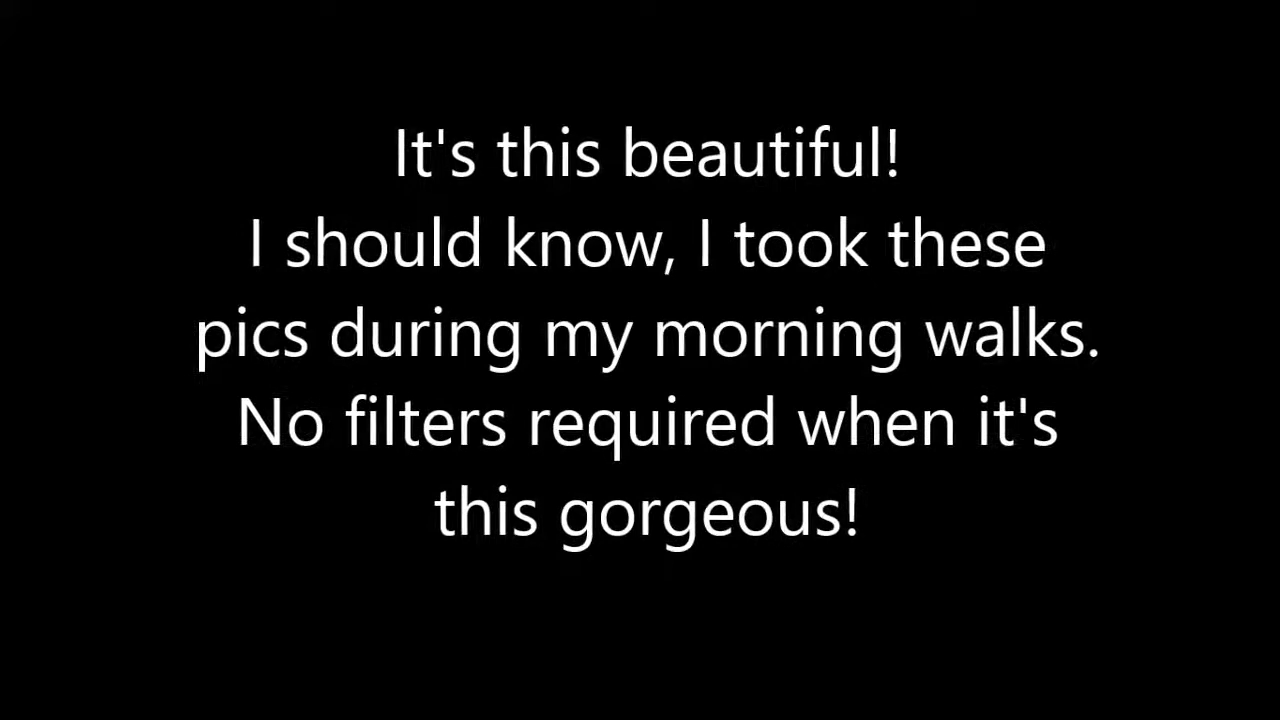 It's this beautiful!
I should know, I took these
pics during my morning walks.
No filters required when it's
this gorgeous!